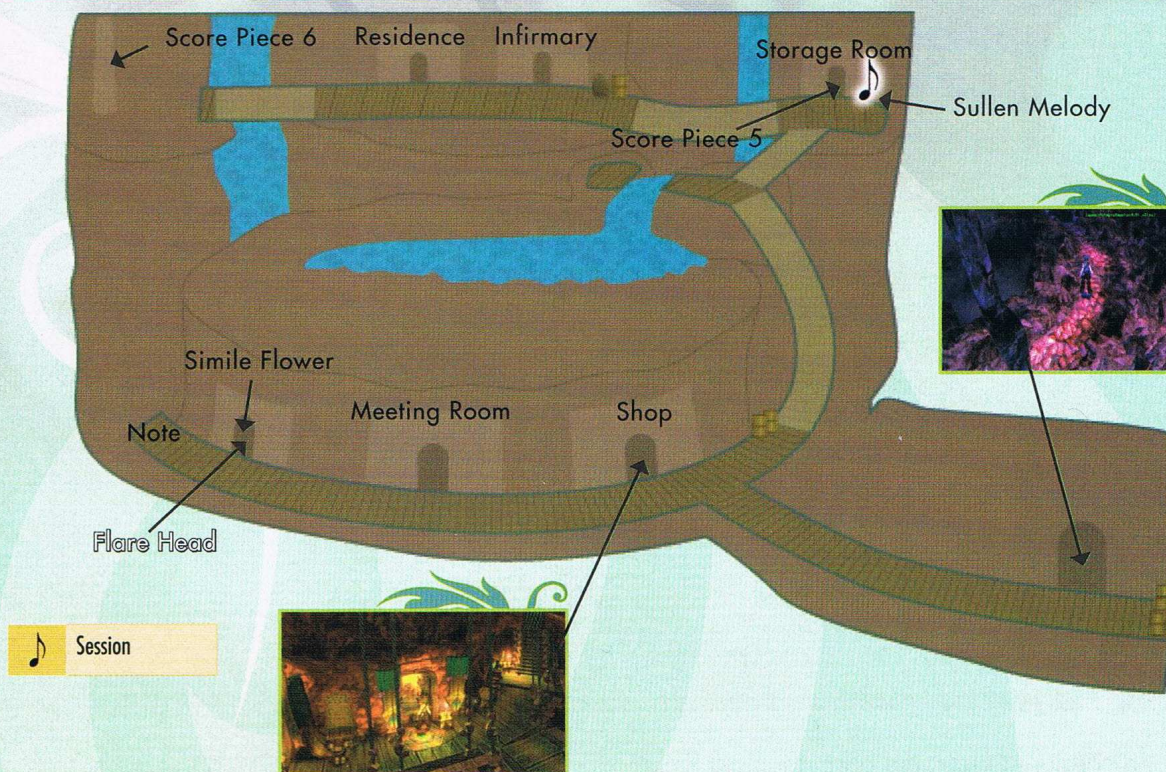 Score Piece 6
Residence
Infirmary
Storage Room
Sullen Melody
Score Piece 5
Simile Flower
Meeting Room
Shop
Note
Flare Head
Session